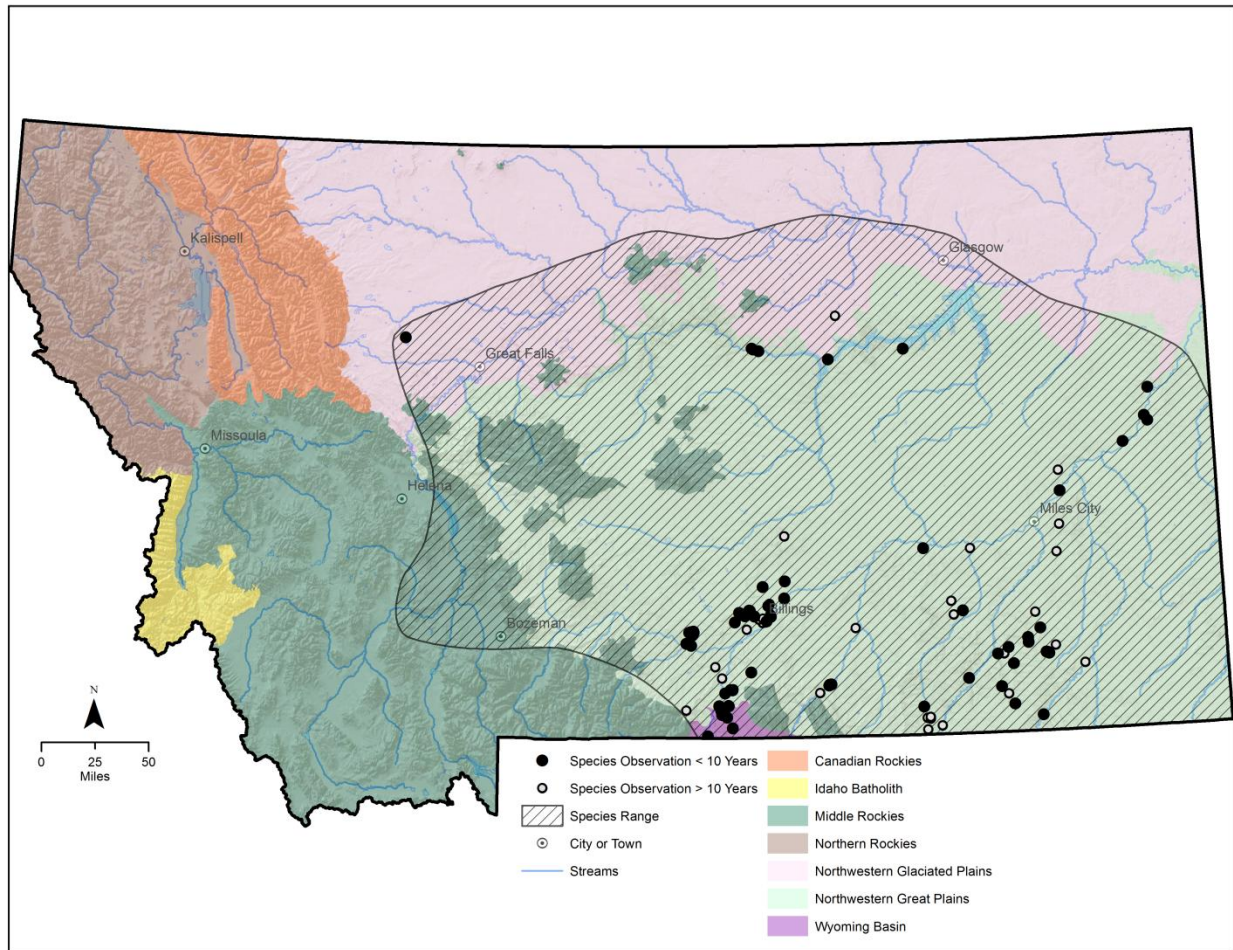 Kalispell
Glasgow
Great Falls
Missoula
Helena
Miles City
Billings
Bozeman
N
0 25 50
Miles
Species Observation < 10 Years
Species Observation > 10 Years
Species Range
City or Town
Streams
Canadian Rockies
Idaho Batholith
Middle Rockies
Northern Rockies
Northwestern Glaciated Plains
Northwestern Great Plains
Wyoming Basin